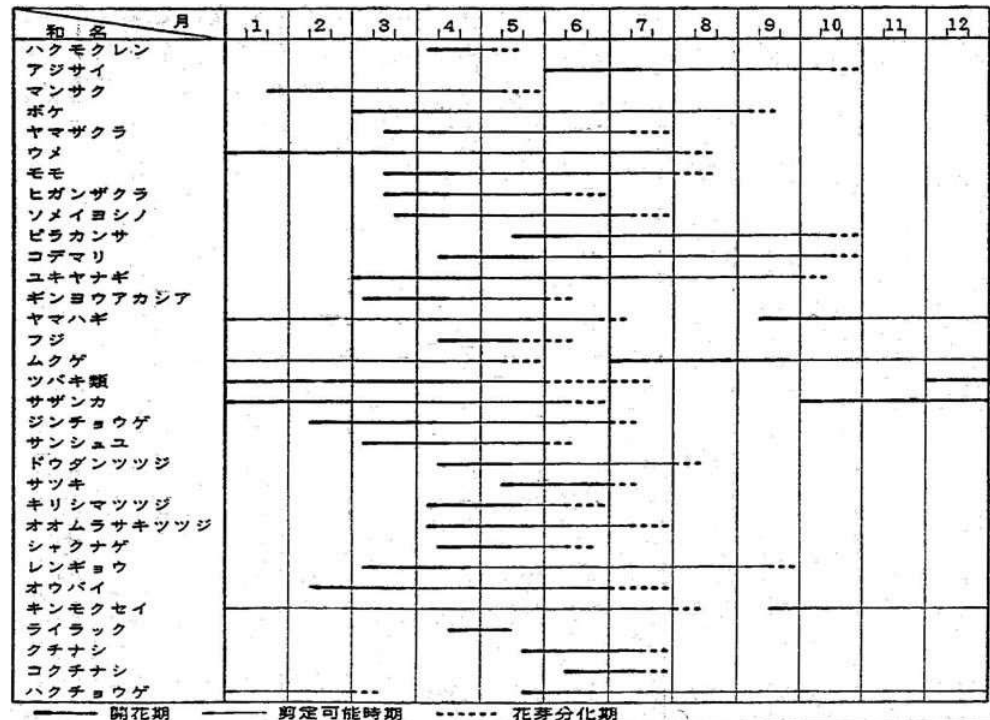 月
和 名
1 2 3 4 5 6 7 8 9 10 11 12
ハクモクレン
アジサイ
マンサク
ボケ
ヤマザクラ
ウメ
モモ
ヒガンザクラ
ソメイヨシノ
ピラカンサ
コデマリ
ユキヤナギ
ギンヨウアカシア
ヤマハギ
フジ
ムクゲ
ツバキ類
サザンカ
ジンチョウゲ
サンシュユ
ドウダンツツジ
サツキ
キリシマツツジ
オオムラサキツツジ
シャクナゲ
レンギョウ
オウバイ
キンモクセイ
ライラック
クチナシ
コクチナシ
ハクチョウゲ
開花期 剪定可能時期 花芽分化期